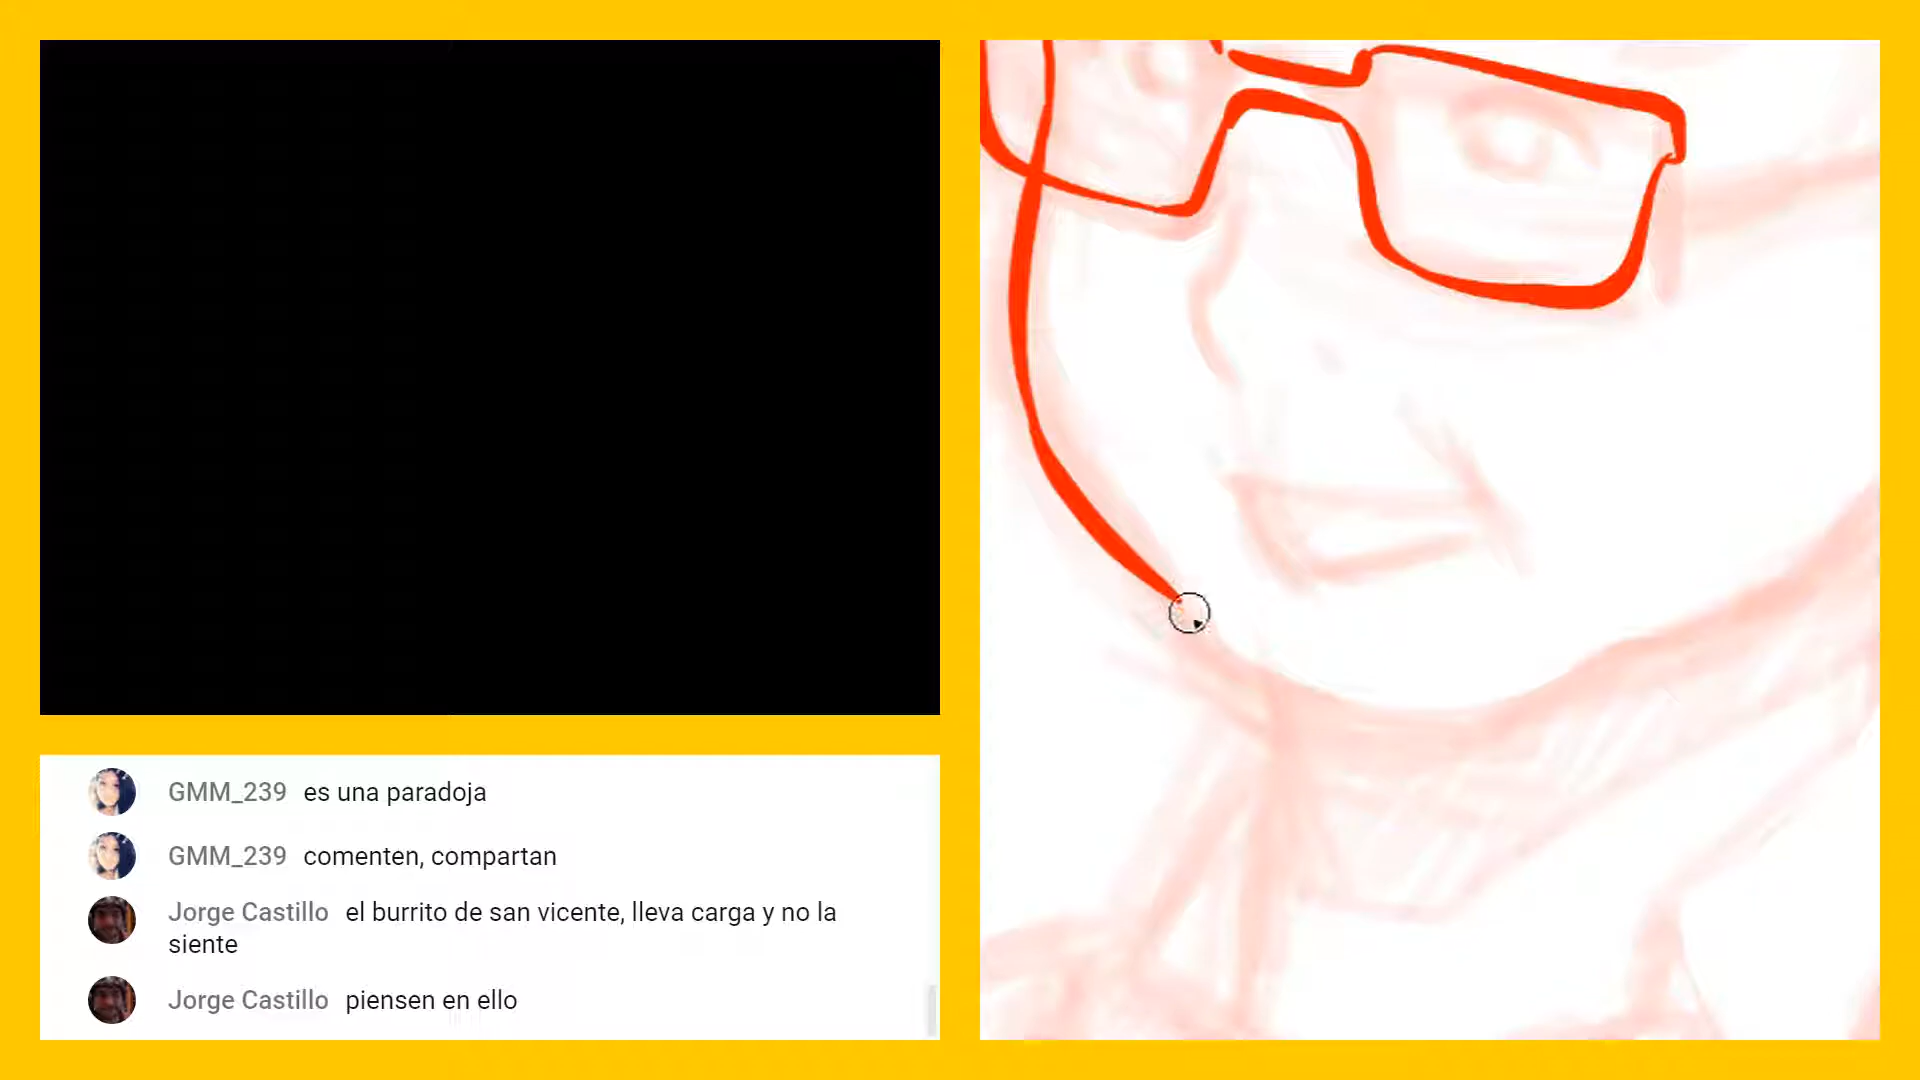 GMM_239 es una paradoja
GMM_239 comenten, compartan
Jorge Castillo el burrito de san vicente, lleva carga y no la
siente
Jorge Castillo piensen en ello